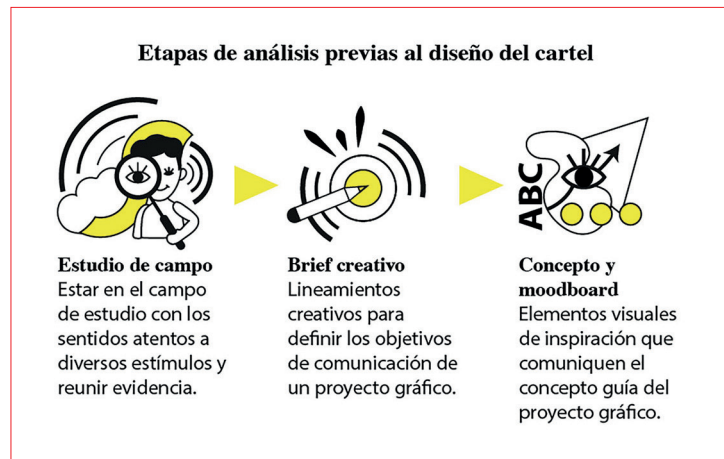 Etapas de análisis previas al diseño del cartel
Estudio de campo
Estar en el campo
de estudio con los
sentidos atentos a
diversos estímulos y
reunir evidencia.
Brief creativo
Lineamientos
creativos para
definir los objetivos
de comunicación de
un proyecto gráfico.
ABC
Concepto y
moodboard
Elementos visuales
de inspiración que
comuniquen el
concepto guía del
proyecto gráfico.